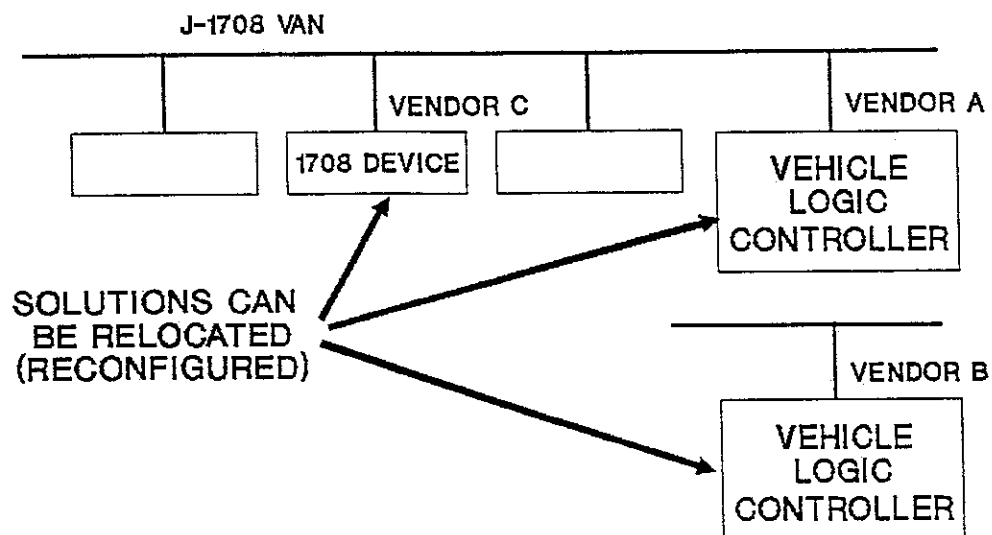 J-1708 VAN
VENDOR C
VENDOR A
1708 DEVICE
VEHICLE
LOGIC
CONTROLLER
SOLUTIONS CAN
BE RELOCATED
(RECONFIGURED)
VENDOR B
VEHICLE
LOGIC
CONTROLLER